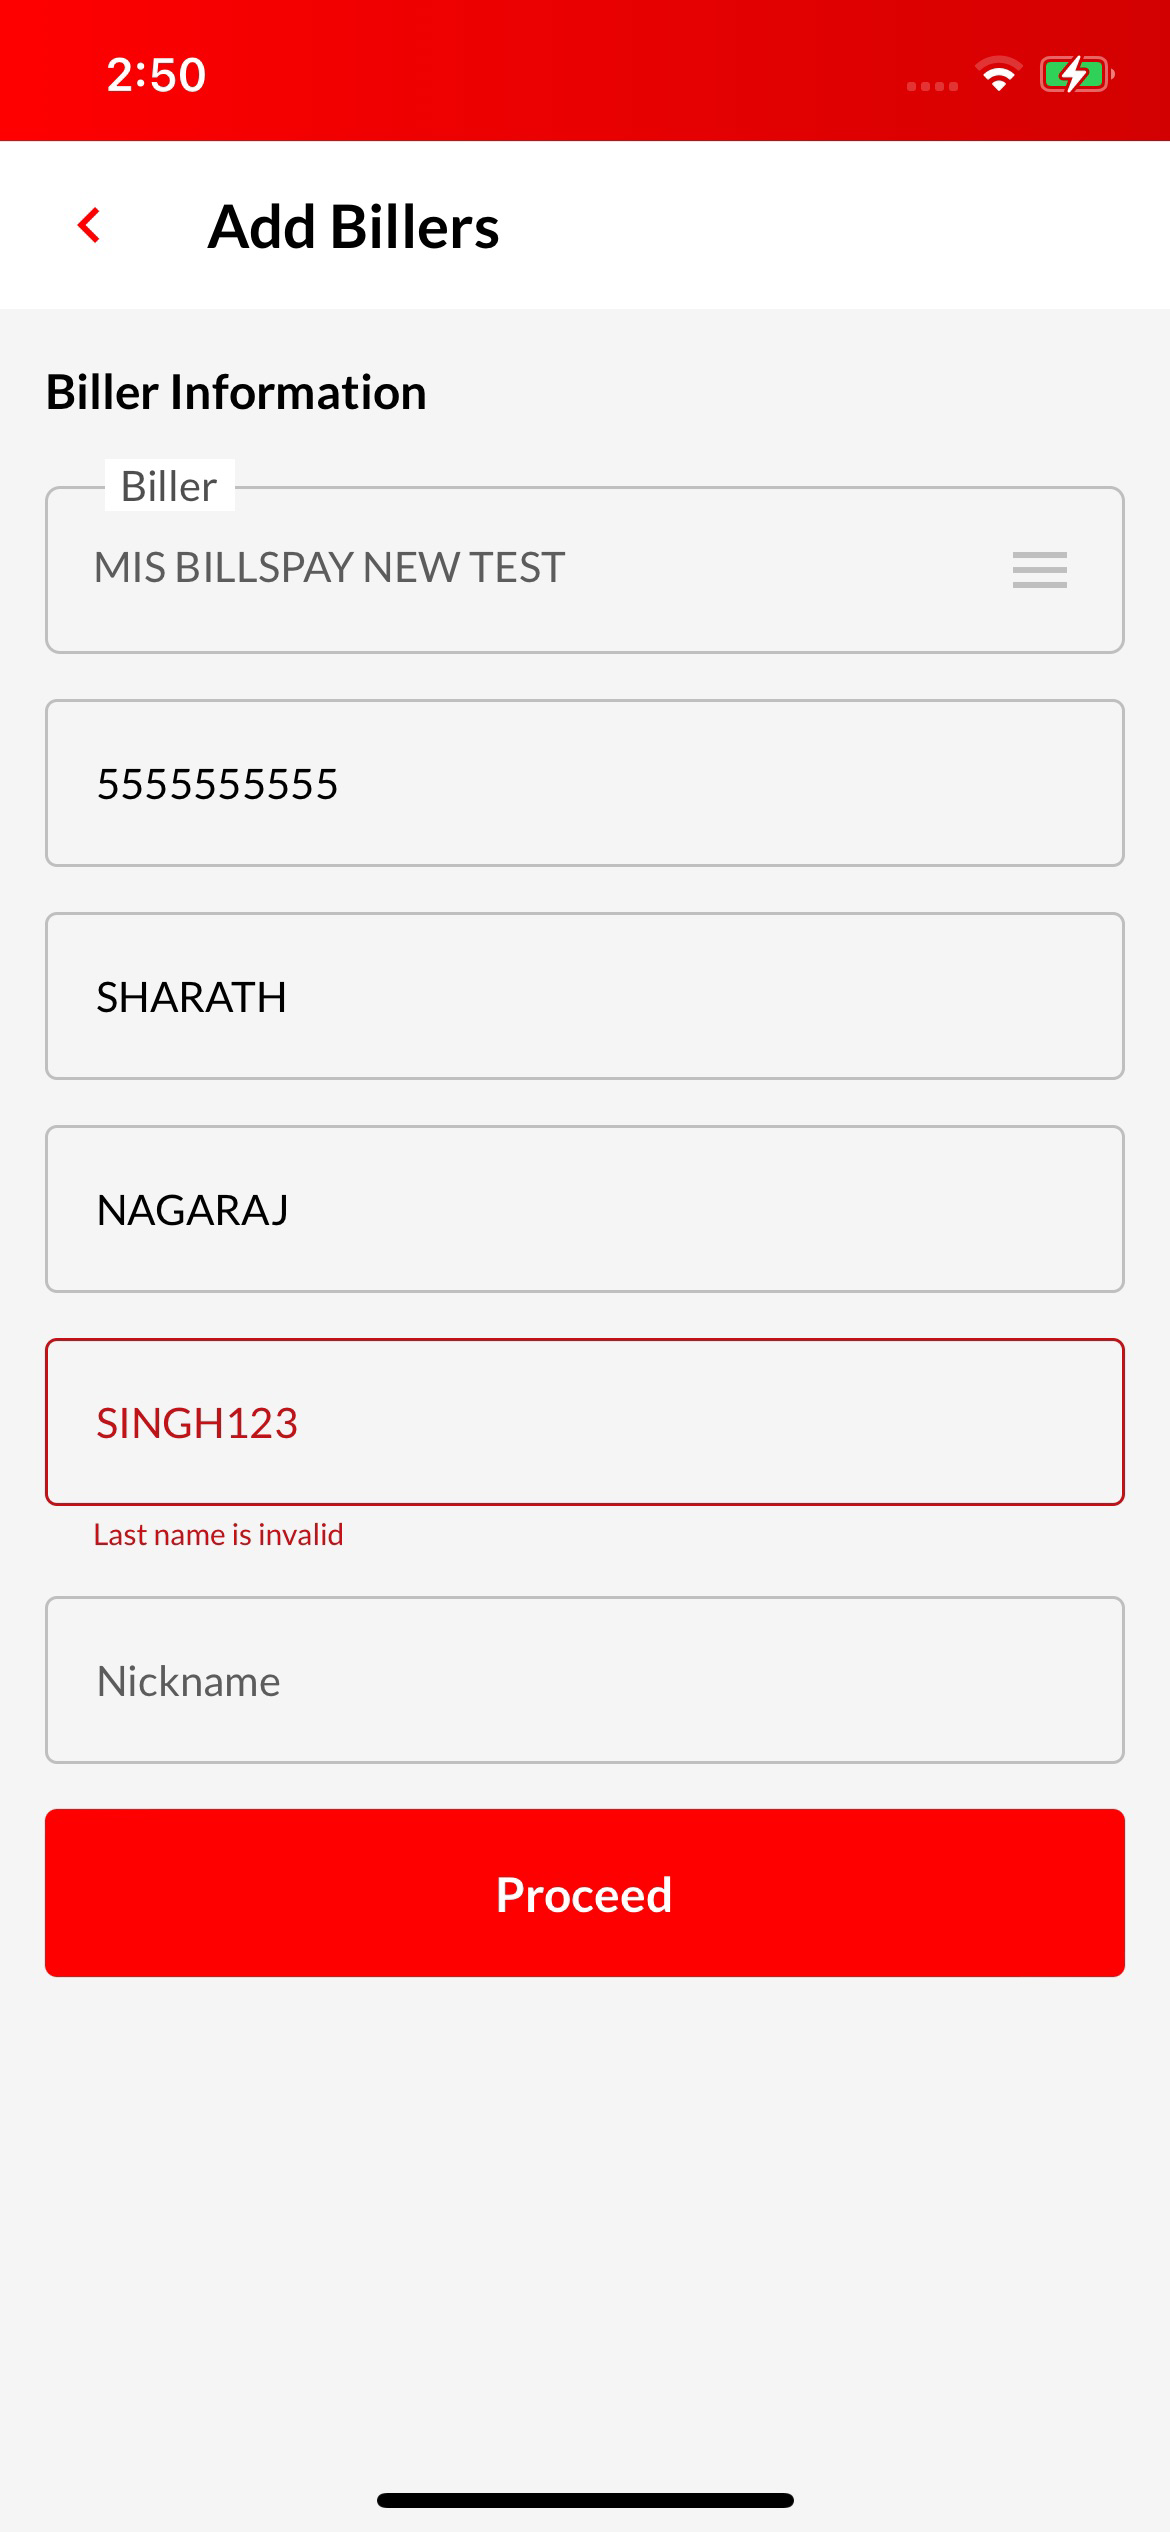 2:50
Add Billers
Biller Information
Biller
MIS BILLSPAY NEW TEST
5555555555
SHARATH
NAGARAJ
SINGH123
Last name is invalid
Nickname
Proceed